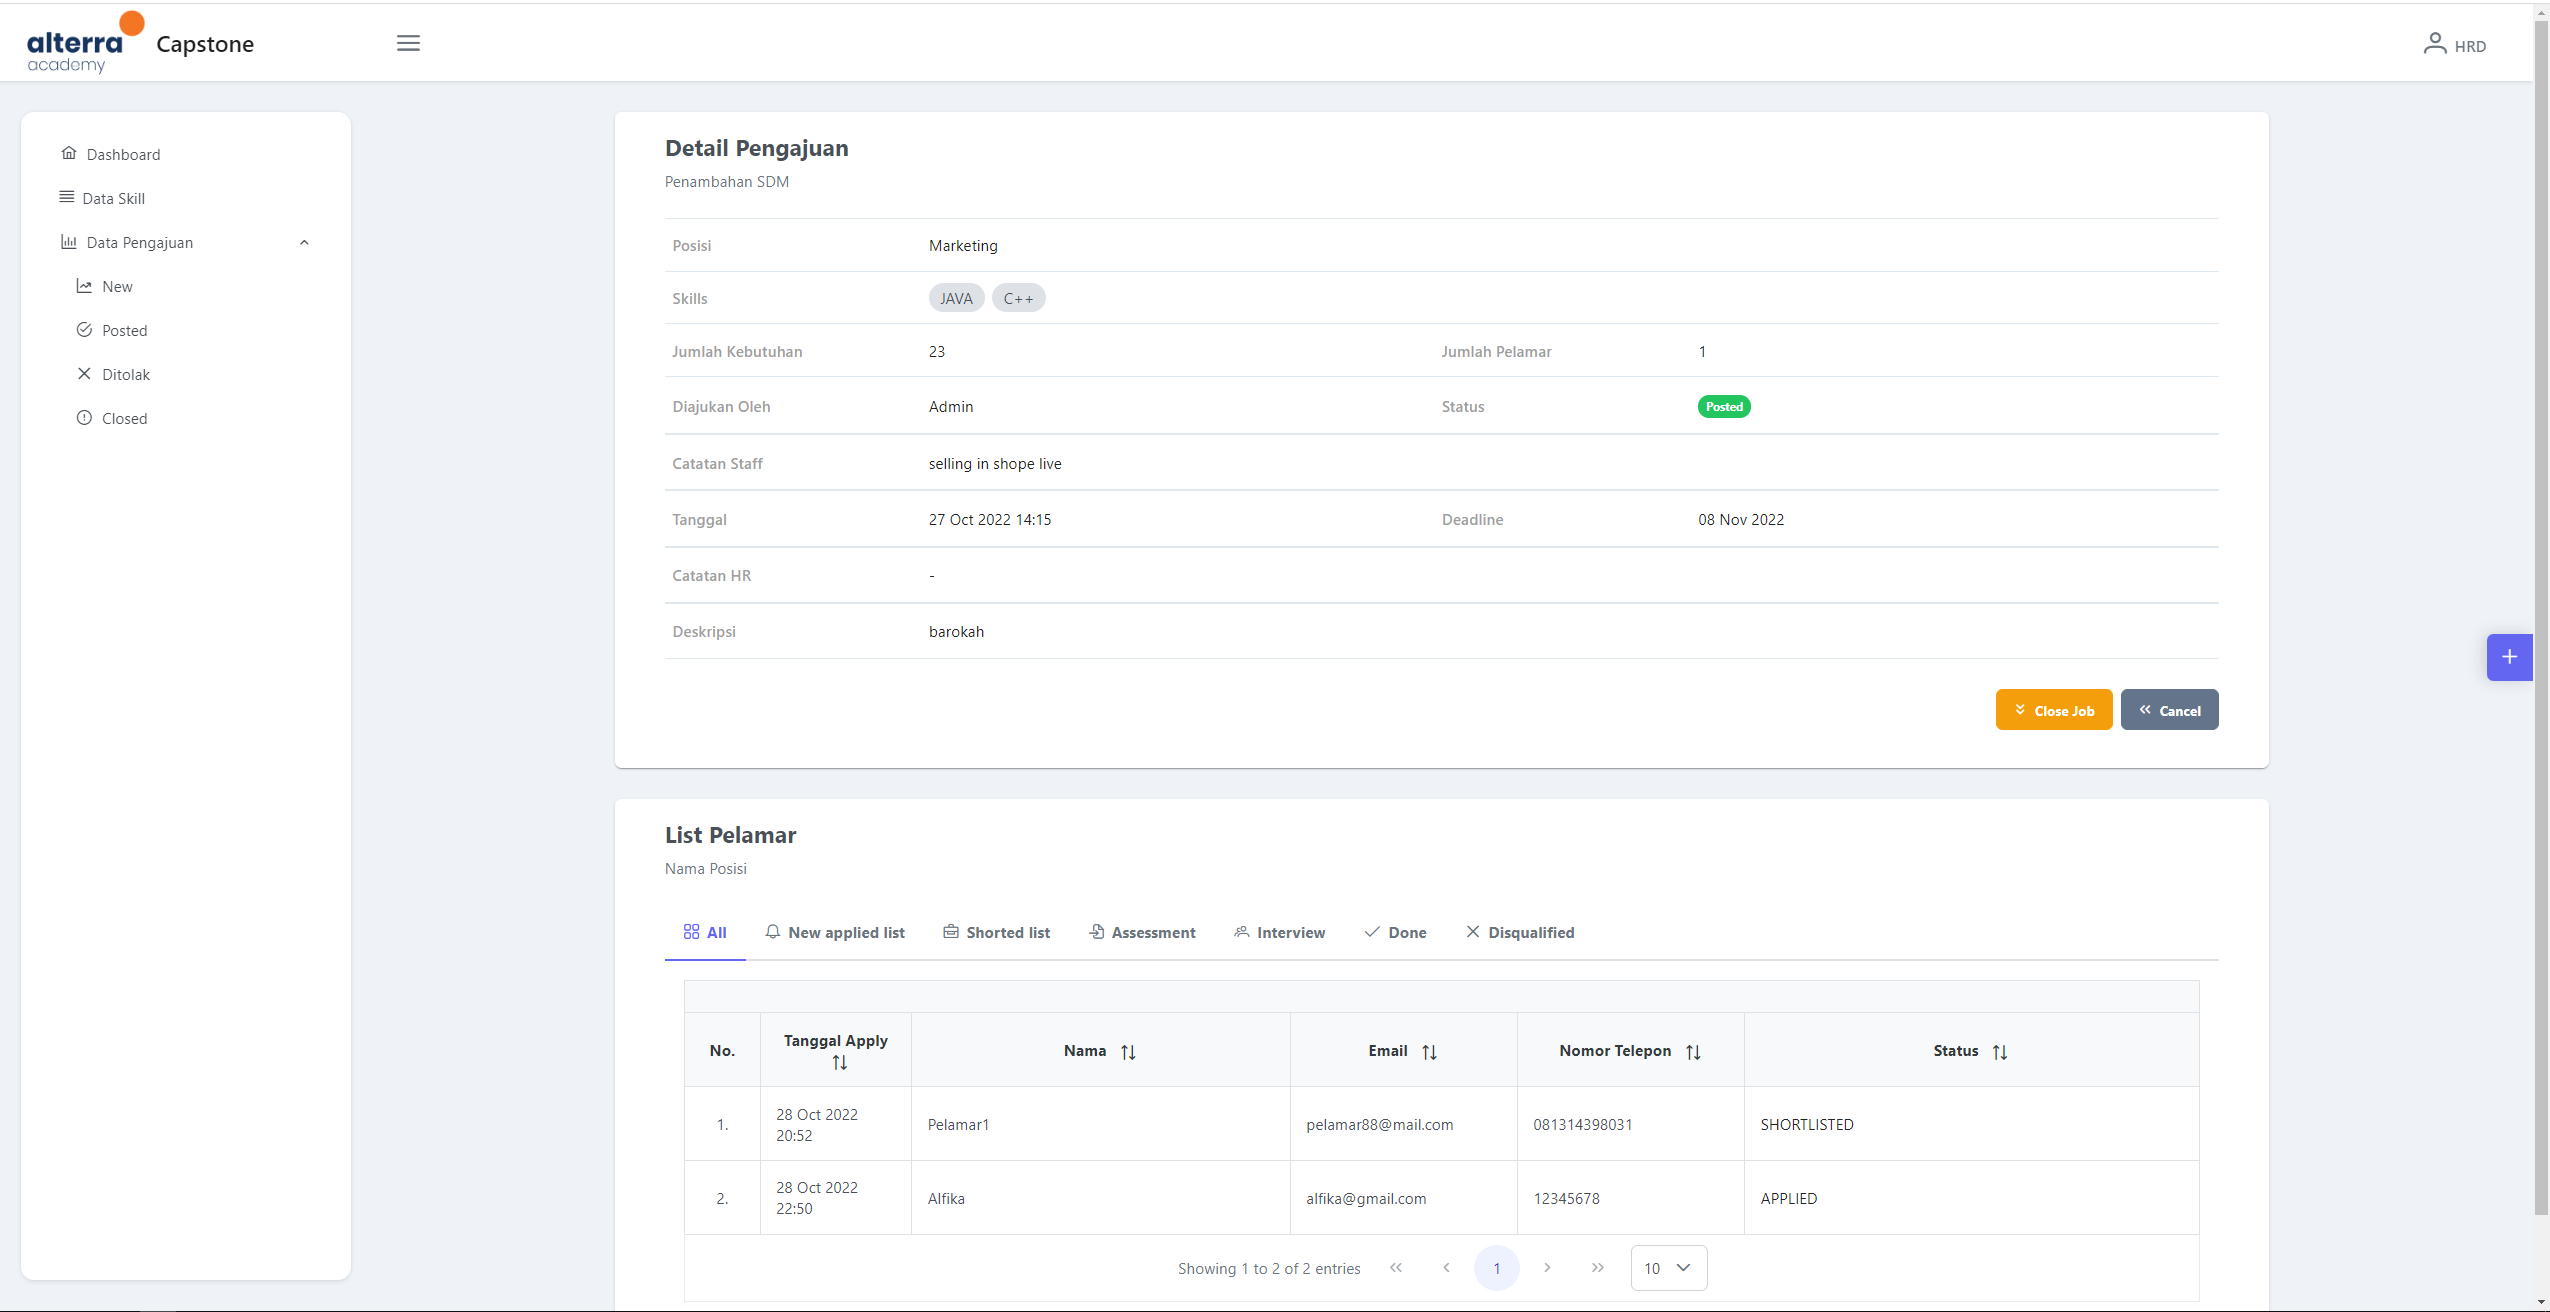 alterra
academy
Capstone
HRD
Dashboard
Data Skill
Data Pengajuan
New
Posted
Ditolak
Closed
Detail Pengajuan
Penambahan SDM
Posisi Marketing
Skills JAVA C++
Jumlah Kebutuhan 23 Jumlah Pelamar 1
Diajukan Oleh Admin Status Posted
Catatan Staff selling in shope live
Tanggal 27 Oct 2022 14:15 Deadline 08 Nov 2022
Catatan HR -
Deskripsi barokah
Close Job Cancel
List Pelamar
Nama Posisi
All New applied list Shorted list Assessment Interview Done Disqualified
No. Tanggal Apply Nama Email Nomor Telepon Status
1. 28 Oct 2022 20:52 Pelamar1 pelamar88@mail.com 081314398031 SHORTLISTED
2. 28 Oct 2022 22:50 Alfika alfika@gmail.com 12345678 APPLIED
Showing 1 to 2 of 2 entries 1 10